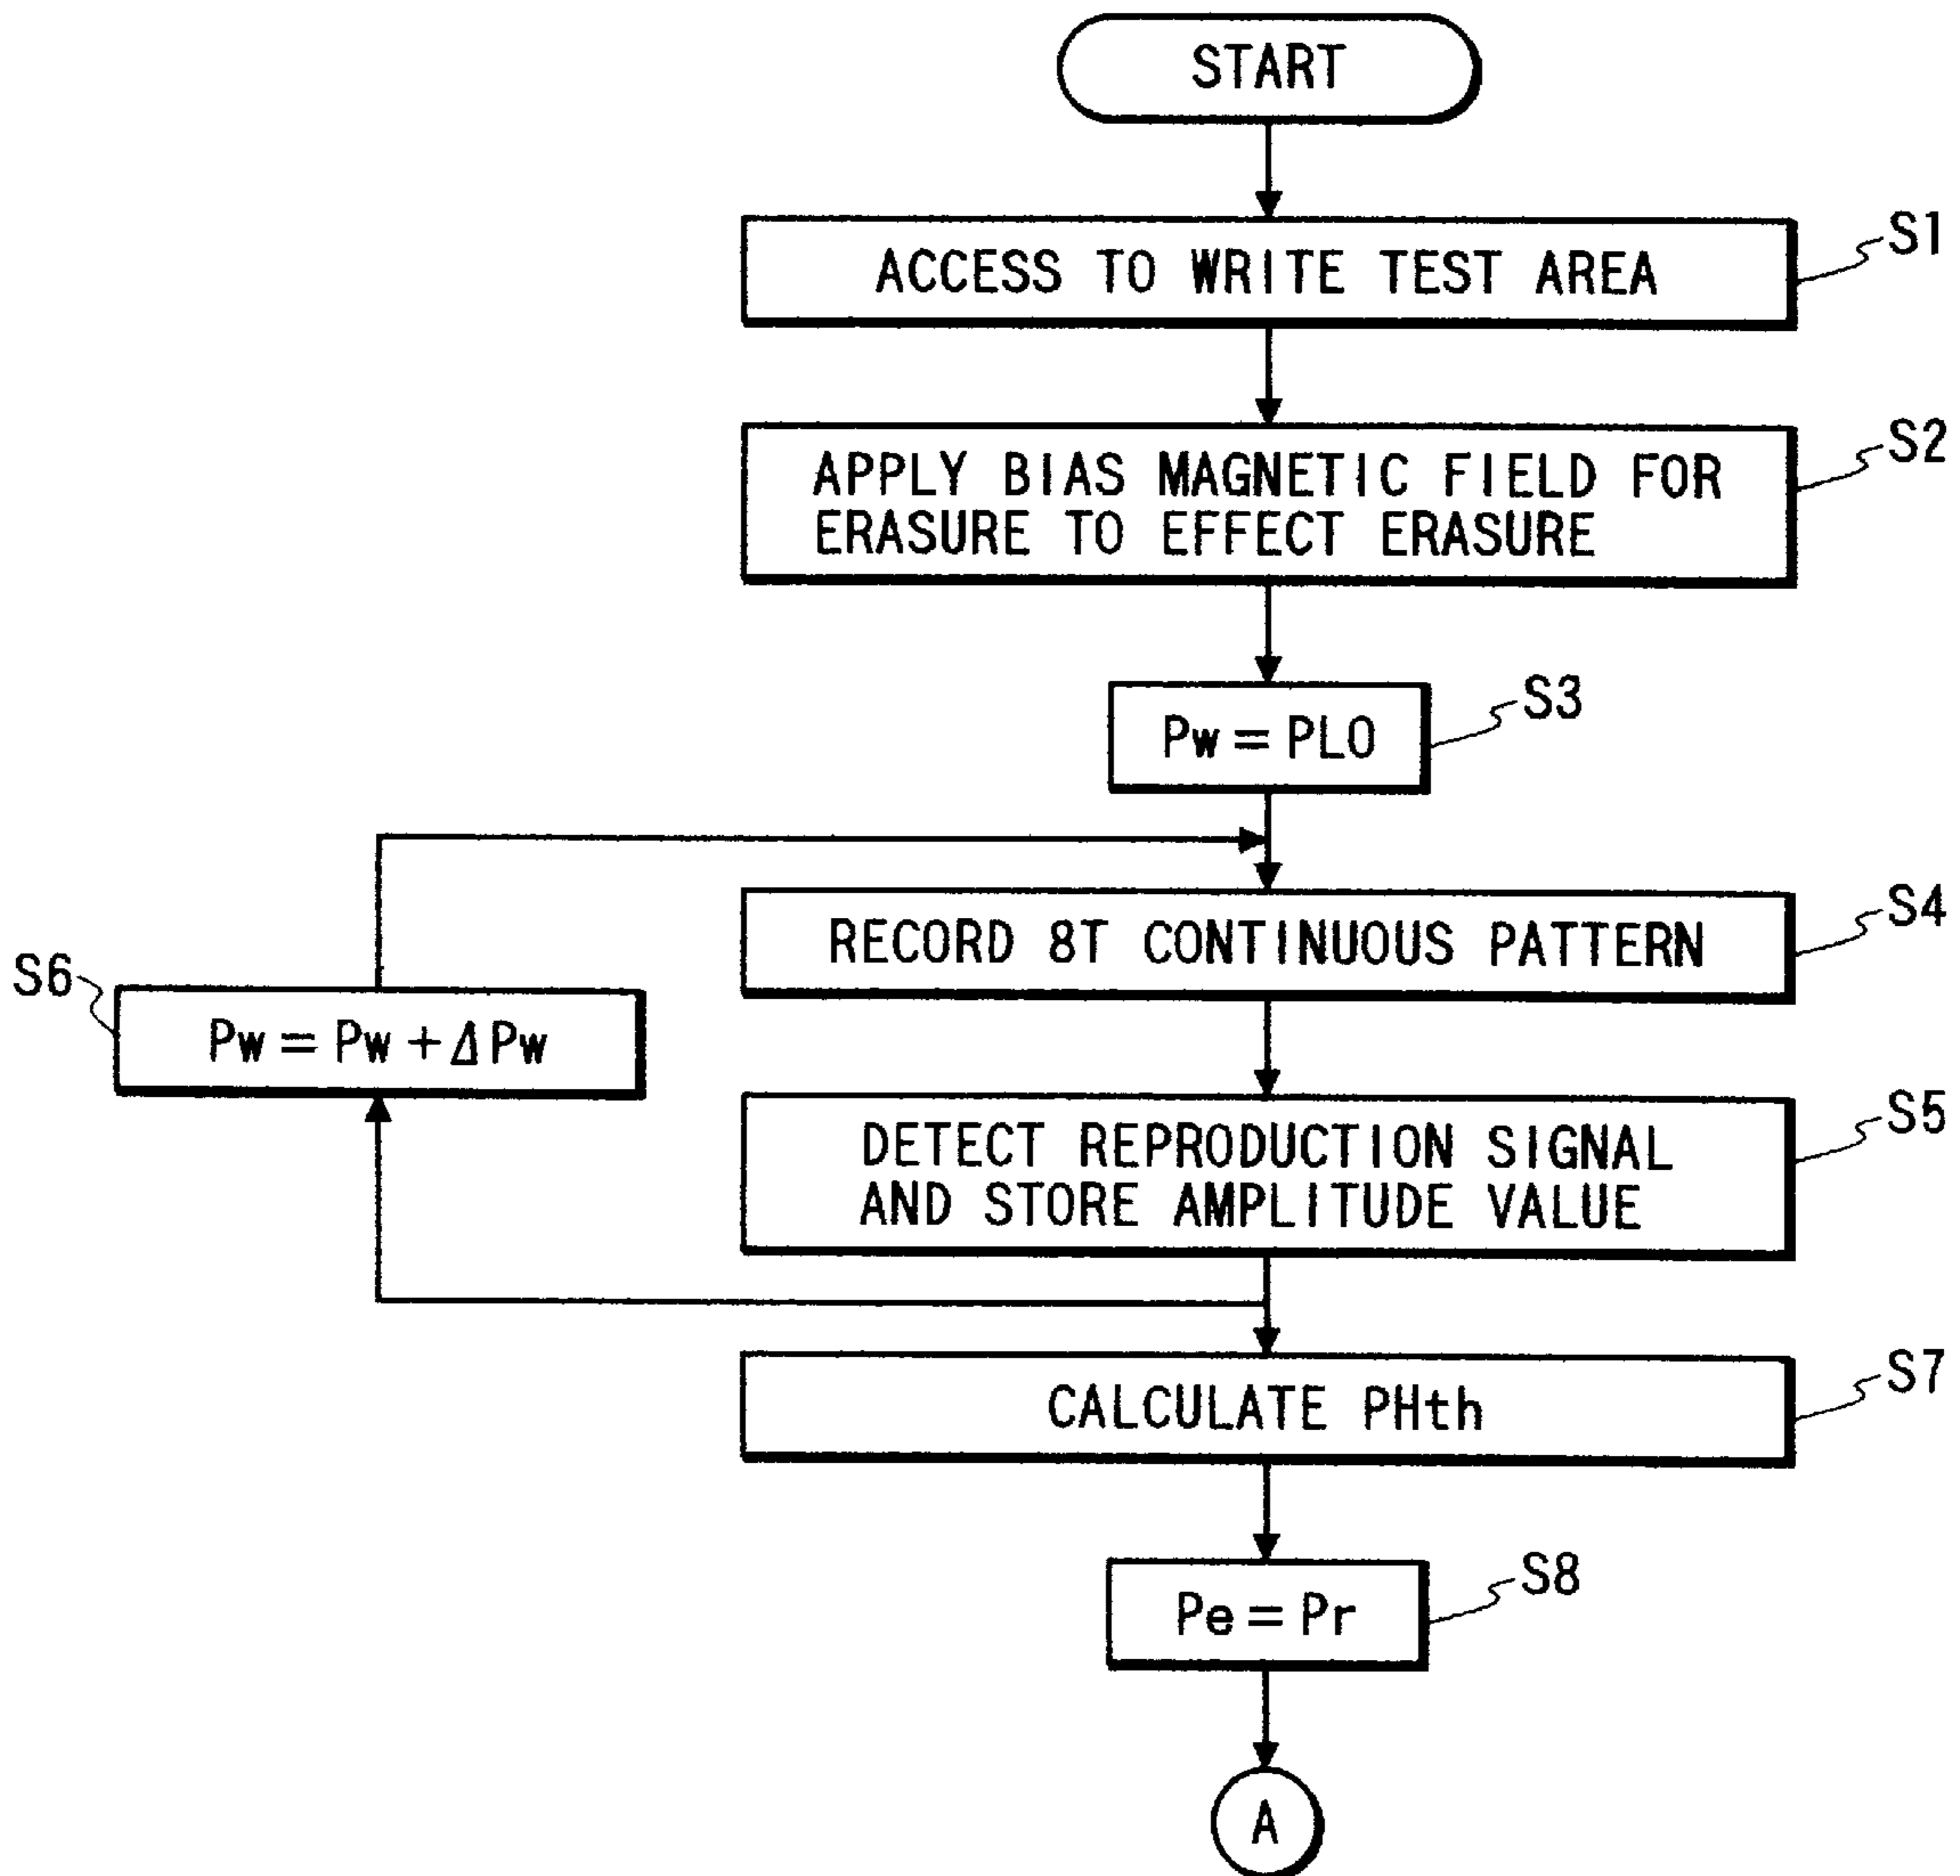 START
ACCESS TO WRITE TEST AREA
S1
APPLY BIAS MAGNETIC FIELD FOR
ERASURE TO EFFECT ERASURE
S2
Pw = PLO
S3
RECORD 8T CONTINUOUS PATTERN
S4
S6
Pw = Pw + Δ Pw
DETECT REPRODUCTION SIGNAL
AND STORE AMPLITUDE VALUE
S5
CALCULATE PHth
S7
Pe = Pr
S8
A